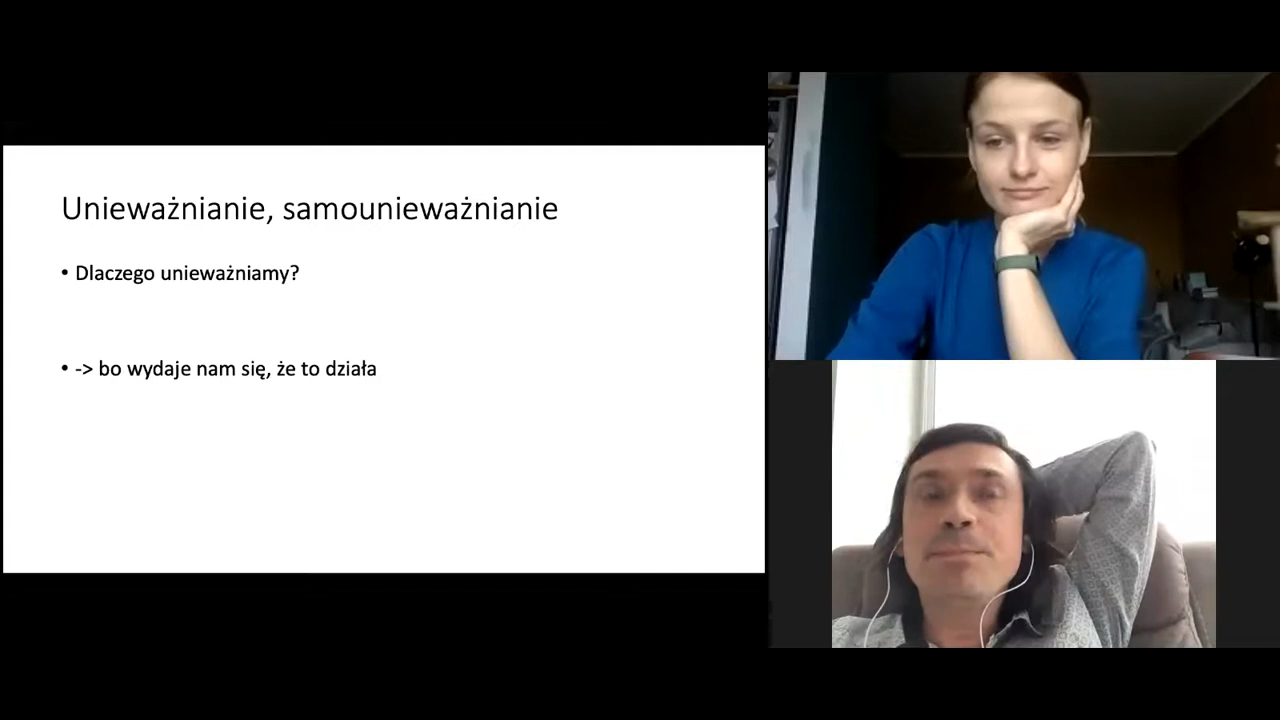 Unieważnianie, samounieważnianie
• Dlaczego unieważniamy?
• -> bo wydaje nam się, że to działa